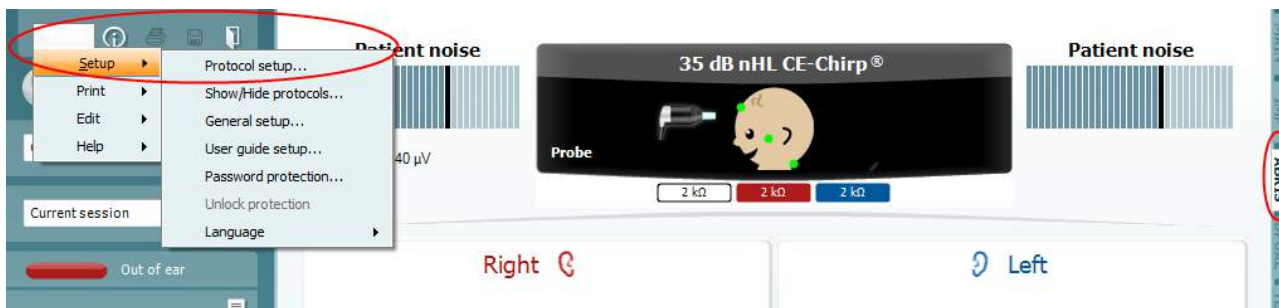 Setup
Print
Edit
Help
Protocol setup...
Show/Hide protocols...
General setup...
User guide setup...
Password protection...
Unlock protection
Language
Current session
Out of ear
Patient noise
40 µV
35 dB nHL CE-Chirp®
Probe
2 kΩ
2 kΩ
2 kΩ
Patient noise
Right
Left
ABRIS